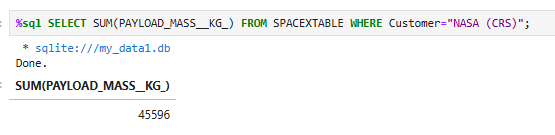 %sql SELECT SUM(PAYLOAD_MASS__KG_) FROM SPACEXTABLE WHERE Customer="NASA (CRS)";
* sqlite:///my_data1.db
Done.
SUM(PAYLOAD_MASS__KG_)
45596